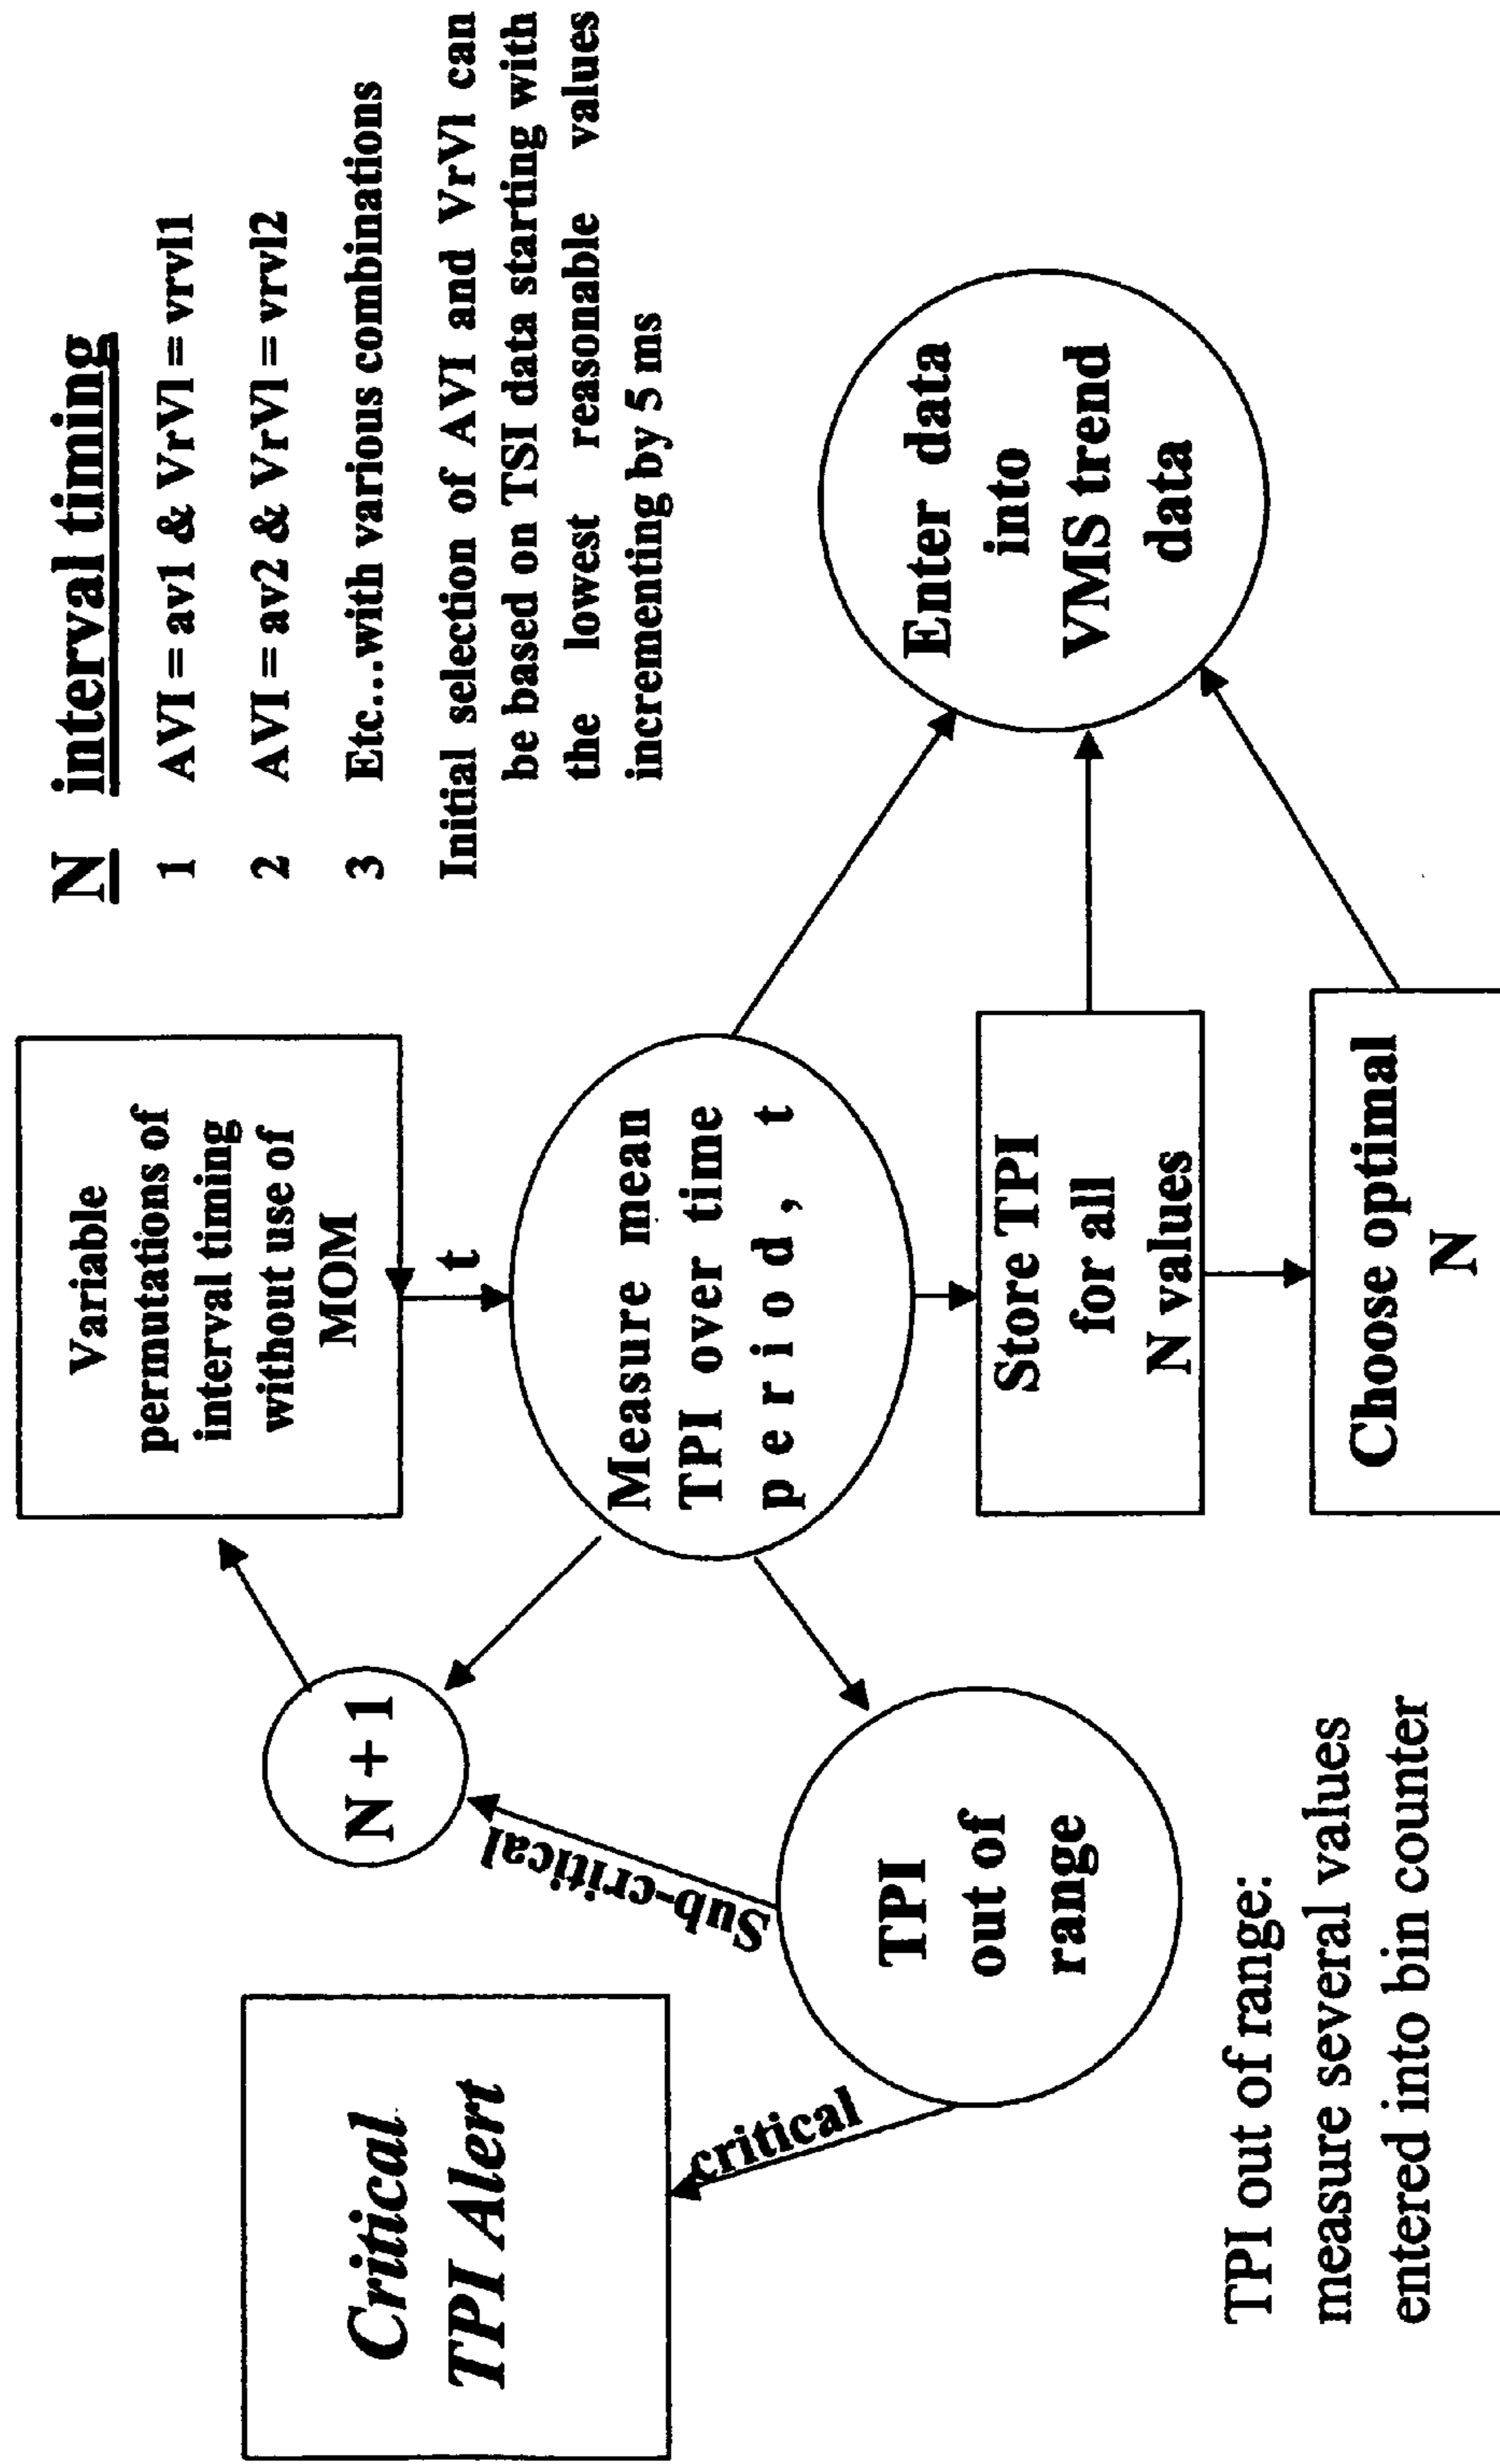 N interval timing
1 AVI = av1 & VrVl = vrvl1
2 AVI = av2 & VrVl = vrvl2
3 Etc...with various combinations
Initial selection of AVI and VrVl can
be based on TSI data starting with
the lowest reasonable values
incrementing by 5 ms
Variable
permutations of
interval timing
without use of
MOM
t
N + 1
Measure mean
TPI over time
period, t
Critical
TPI Alert
critical
Sub-critical
TPI
out of
range
Store TPI
for all
N values
Enter data
into
VMS trend
data
Choose optimal
N
TPI out of range:
measure several values
entered into bin counter